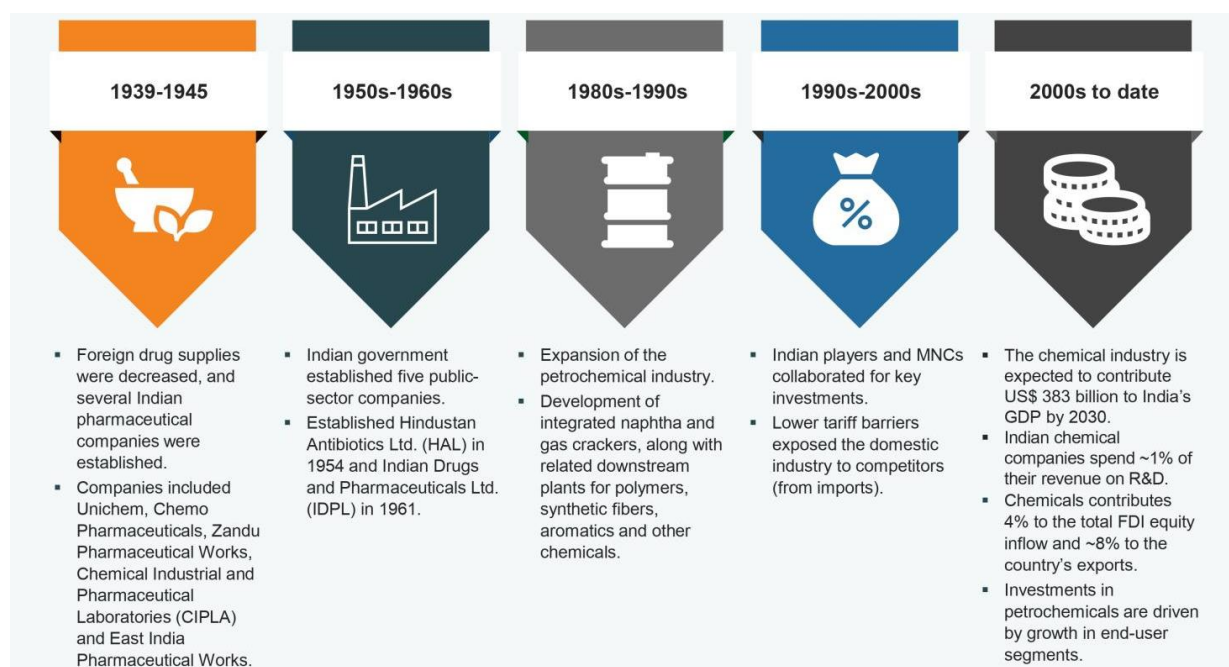 1939-1945
1950s-1960s
1980s-1990s
1990s-2000s
2000s to date
%
▪ Foreign drug supplies
were decreased, and
several Indian
pharmaceutical
companies were
established.
▪ Companies included
Unichem, Chemo
Pharmaceuticals, Zandu
Pharmaceutical Works,
Chemical Industrial and
Pharmaceutical
Laboratories (CIPLA)
and East India
Pharmaceutical Works.
▪ Indian government
established five public-
sector companies.
▪ Established Hindustan
Antibiotics Ltd. (HAL) in
1954 and Indian Drugs
and Pharmaceuticals Ltd.
(IDPL) in 1961.
▪ Expansion of the
petrochemical industry.
▪ Development of
integrated naphtha and
gas crackers, along with
related downstream
plants for polymers,
synthetic fibers,
aromatics and other
chemicals.
▪ Indian players and MNCs
collaborated for key
investments.
▪ Lower tariff barriers
exposed the domestic
industry to competitors
(from imports).
▪ The chemical industry is
expected to contribute
US$ 383 billion to India’s
GDP by 2030.
▪ Indian chemical
companies spend ~1% of
their revenue on R&D.
▪ Chemicals contributes
4% to the total FDI equity
inflow and ~8% to the
country’s exports.
▪ Investments in
petrochemicals are driven
by growth in end-user
segments.